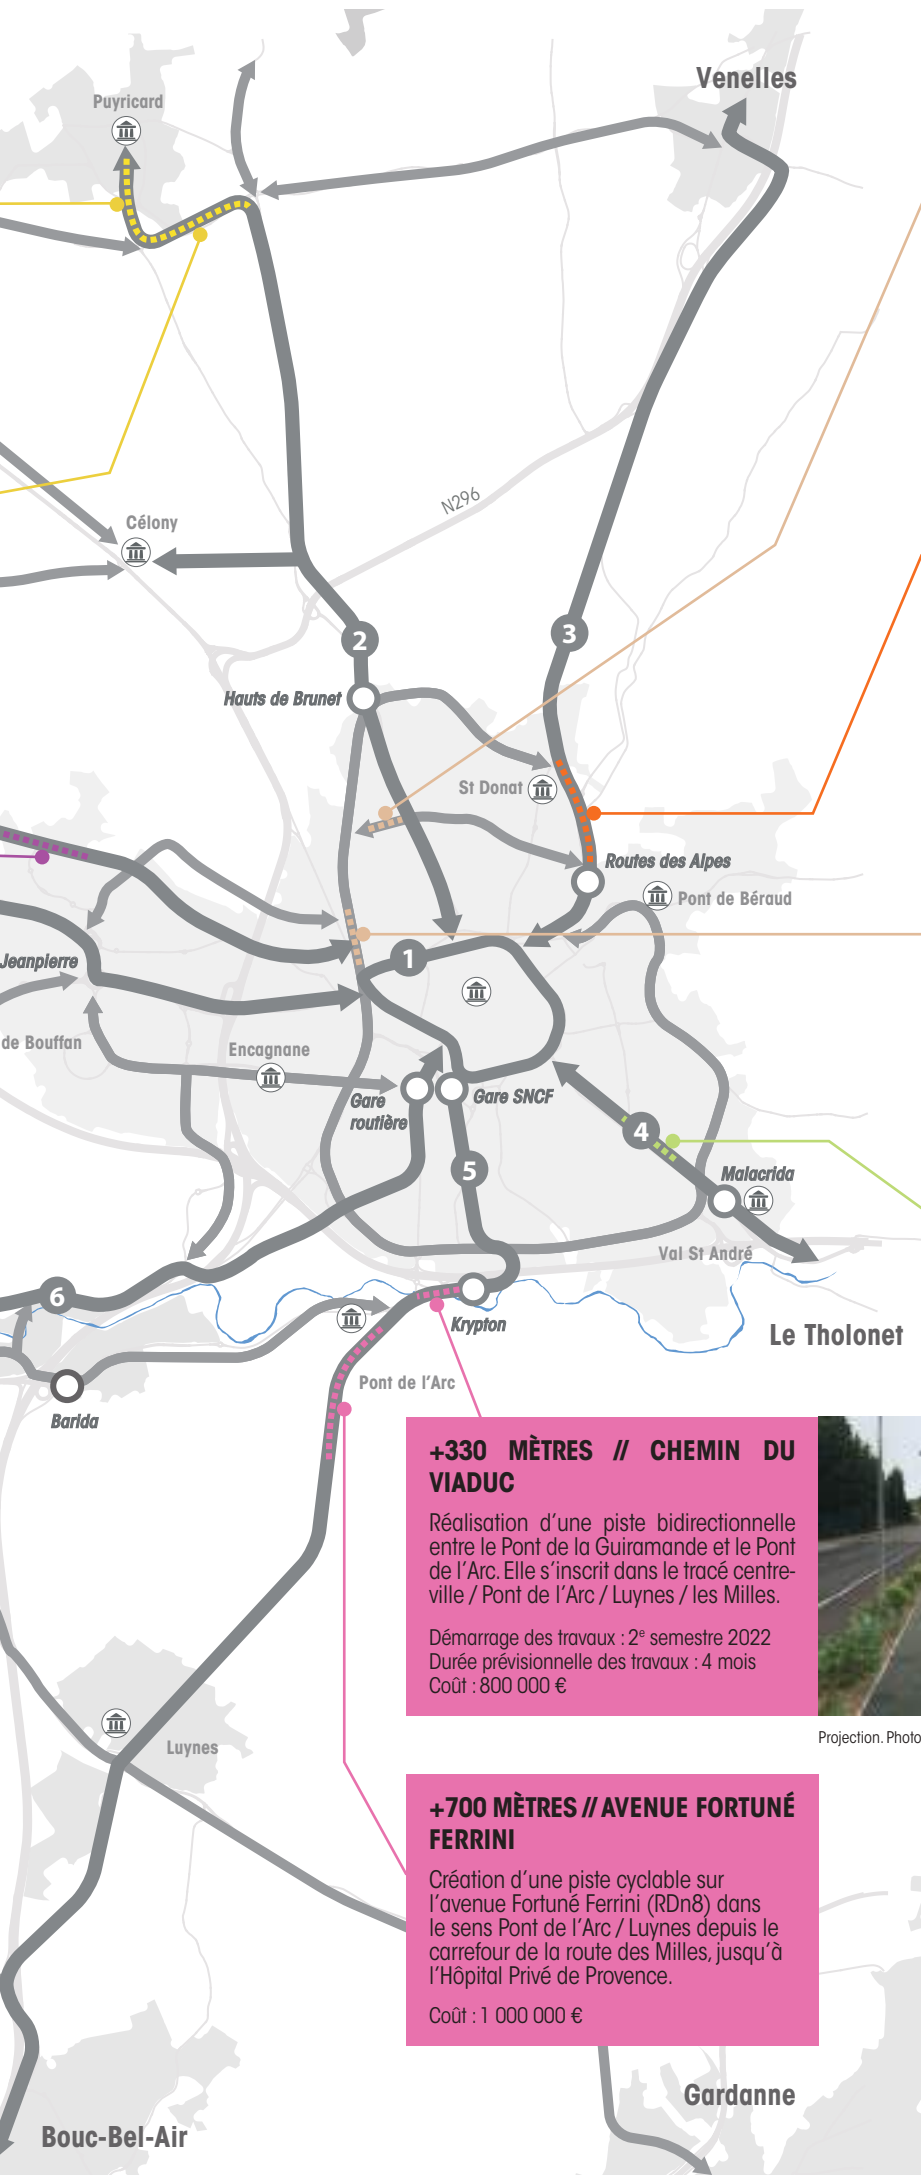 Venelles
Puyricard
N296
Célony
2
3
Hauts de Brunet
St Donat
Routes des Alpes
Pont de Béraud
1
Jeanpierre
de Bouffan
Encagnane
Gare
routière
Gare SNCF
4
5
Malacrida
Val St André
6
Krypton
Le Tholonet
Pont de l'Arc
Barida
+330 MÈTRES // CHEMIN DU
VIADUC
Réalisation d'une piste bidirectionnelle
entre le Pont de la Guiramande et le Pont
de l'Arc. Elle s'inscrit dans le tracé centre-
ville / Pont de l'Arc / Luynes / les Milles.
Démarrage des travaux : 2e semestre 2022
Durée prévisionnelle des travaux : 4 mois
Coût : 800 000 €
Projection. Photo
Luynes
+700 MÈTRES // AVENUE FORTUNÉ
FERRINI
Création d'une piste cyclable sur
l'avenue Fortuné Ferrini (RDn8) dans
le sens Pont de l'Arc / Luynes depuis le
carrefour de la route des Milles, jusqu'à
l'Hôpital Privé de Provence.
Coût : 1 000 000 €
Gardanne
Bouc-Bel-Air